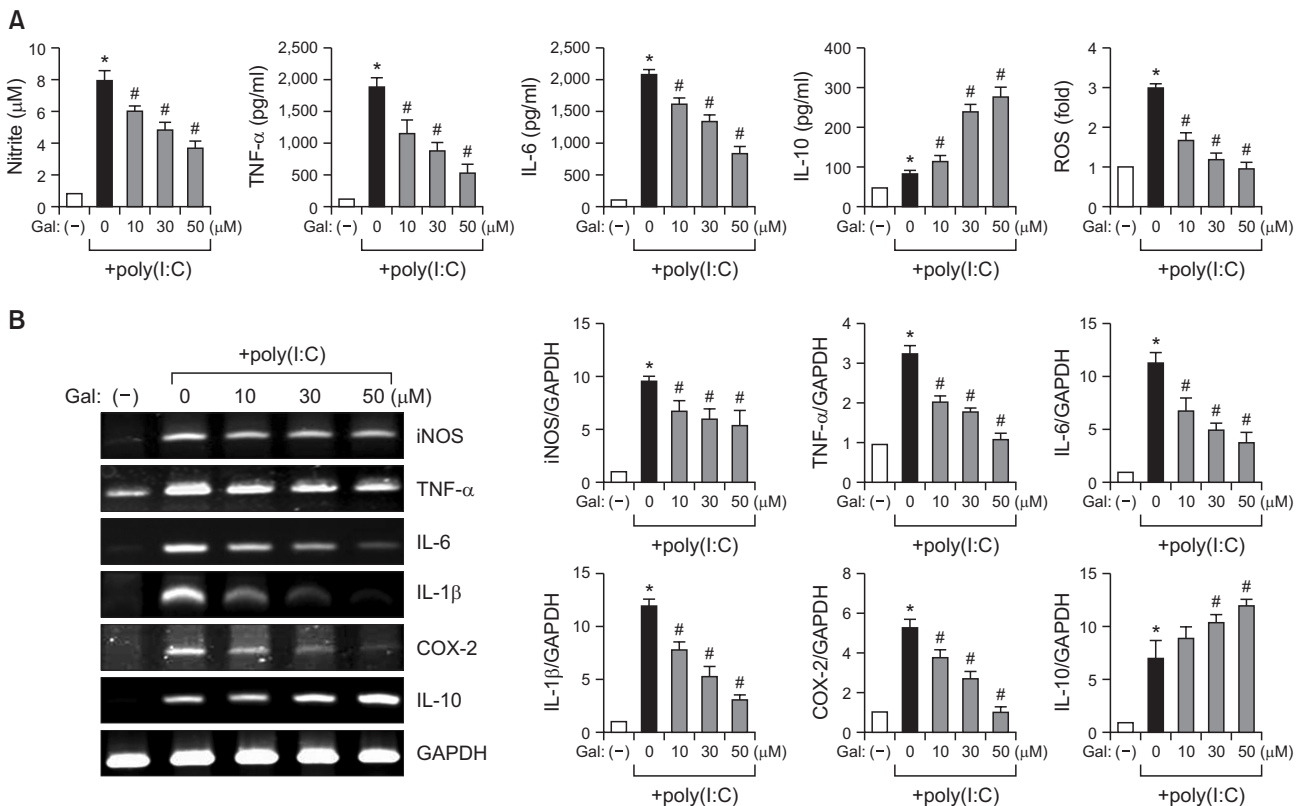 A
Nitrite (μM)
10
8
6
4
2
0
*
#
#
#
Gal: (−) 0 10 30 50 (μM)
+poly(I:C)
TNF-α (pg/ml)
2,500
2,000
1,500
1,000
500
0
*
#
#
#
(−) 0 10 30 50 (μM)
+poly(I:C)
IL-6 (pg/ml)
2,500
2,000
1,500
1,000
500
0
*
#
#
#
(−) 0 10 30 50 (μM)
+poly(I:C)
IL-10 (pg/ml)
400
300
200
100
0
*
#
#
#
Gal: (−) 0 10 30 50 (μM)
+poly(I:C)
ROS (fold)
4
3
2
1
0
*
#
#
#
Gal: (−) 0 10 30 50 (μM)
+poly(I:C)
B
+poly(I:C)
Gal: (−) 0 10 30 50 (μM)
iNOS
TNF-α
IL-6
IL-1β
COX-2
IL-10
GAPDH
iNOS/GAPDH
15
10
5
0
*
#
#
#
Gal: (−) 0 10 30 50 (μM)
+poly(I:C)
TNF-α/GAPDH
4
3
2
1
0
*
#
#
#
Gal: (−) 0 10 30 50 (μM)
+poly(I:C)
IL-6/GAPDH
15
10
5
0
*
#
#
#
Gal: (−) 0 10 30 50 (μM)
+poly(I:C)
IL-1β/GAPDH
15
10
5
0
*
#
#
#
Gal: (−) 0 10 30 50 (μM)
+poly(I:C)
COX-2/GAPDH
8
6
4
2
0
*
#
#
#
Gal: (−) 0 10 30 50 (μM)
+poly(I:C)
IL-10/GAPDH
15
10
5
0
*
#
#
Gal: (−) 0 10 30 50 (μM)
+poly(I:C)